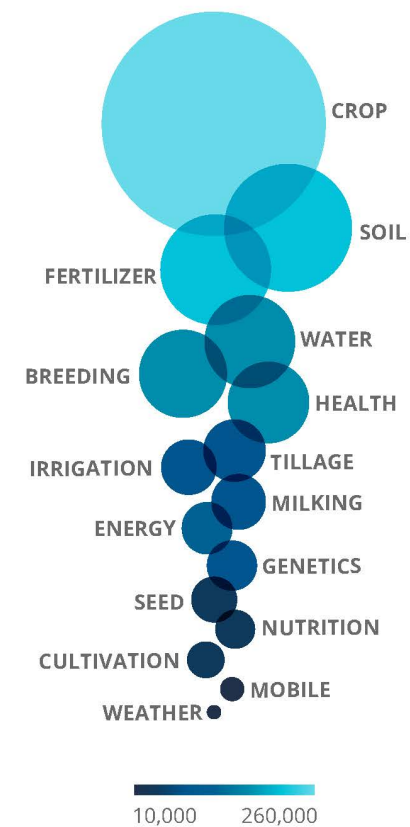 CROP
SOIL
FERTILIZER
WATER
BREEDING
HEALTH
TILLAGE
IRRIGATION
MILKING
ENERGY
GENETICS
SEED
NUTRITION
CULTIVATION
MOBILE
WEATHER
10,000 260,000